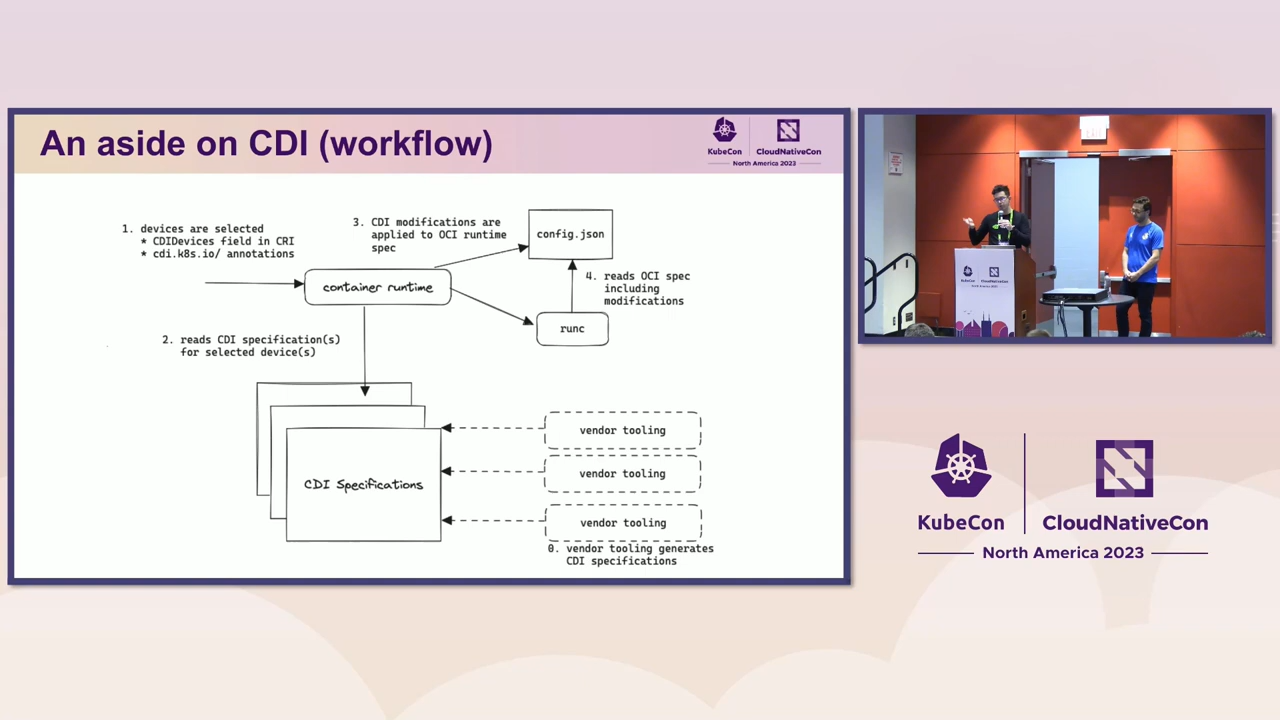 An aside on CDI (workflow)
KubeCon
CloudNativeCon
North America 2023
1. devices are selected
* CDIDevices field in CRI
* cdi.k8s.io/ annotations
3. CDI modifications are
applied to OCI runtime
spec
config.json
container runtime
4. reads OCI spec
including
modifications
runc
2. reads CDI specification(s)
for selected device(s)
vendor tooling
vendor tooling
CDI Specifications
vendor tooling
0. vendor tooling generates
CDI specifications
KubeCon
CloudNativeCon
North America 2023